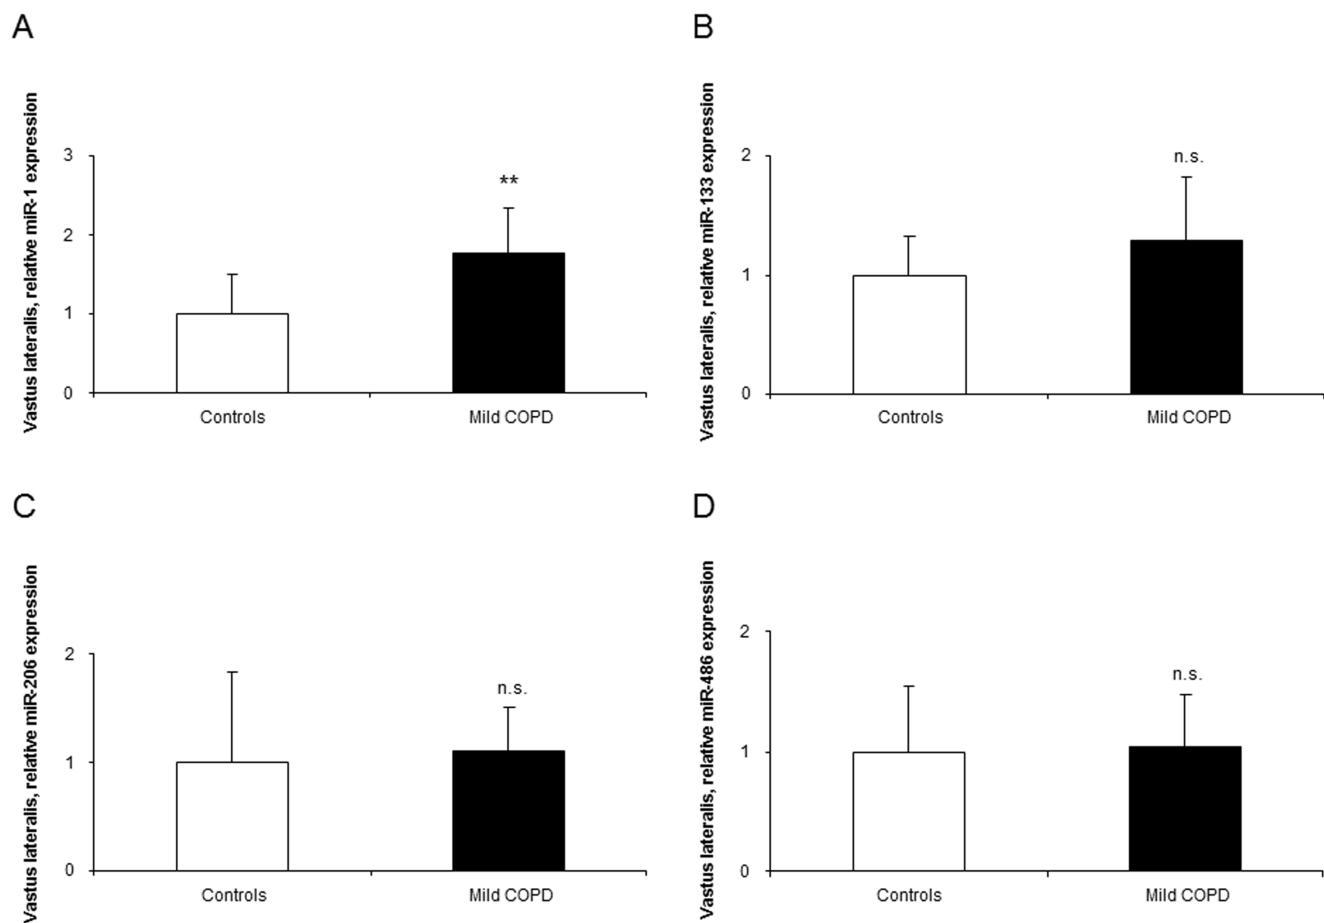 A
Vastus lateralis, relative miR-1 expression
3
2
1
0
**
Controls
Mild COPD
B
Vastus lateralis, relative miR-133 expression
2
1
0
n.s.
Controls
Mild COPD
C
Vastus lateralis, relative miR-206 expression
2
1
0
n.s.
Controls
Mild COPD
D
Vastus lateralis, relative miR-486 expression
2
1
0
n.s.
Controls
Mild COPD